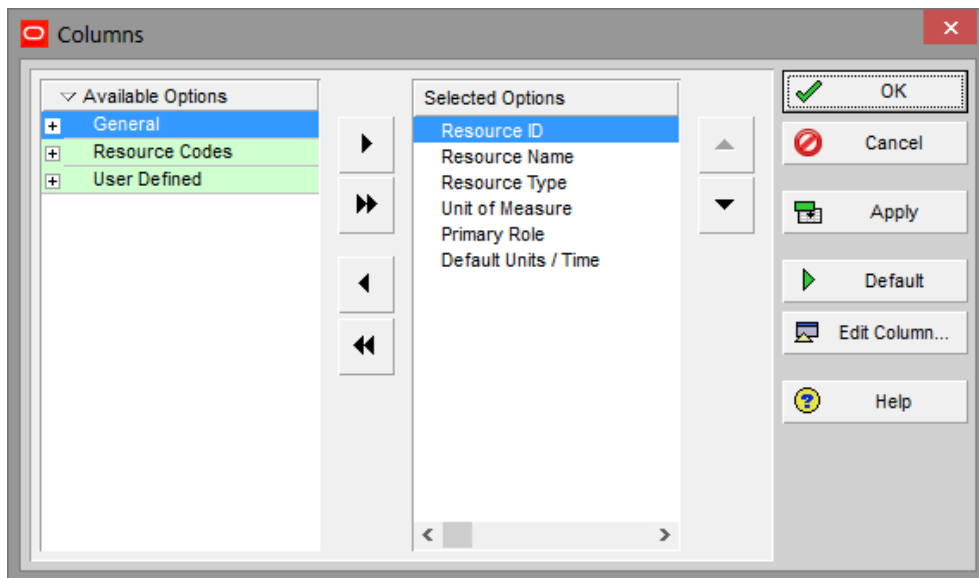 Columns
Available Options
General
Resource Codes
User Defined
Selected Options
Resource ID
Resource Name
Resource Type
Unit of Measure
Primary Role
Default Units / Time
OK
Cancel
Apply
Default
Edit Column...
Help